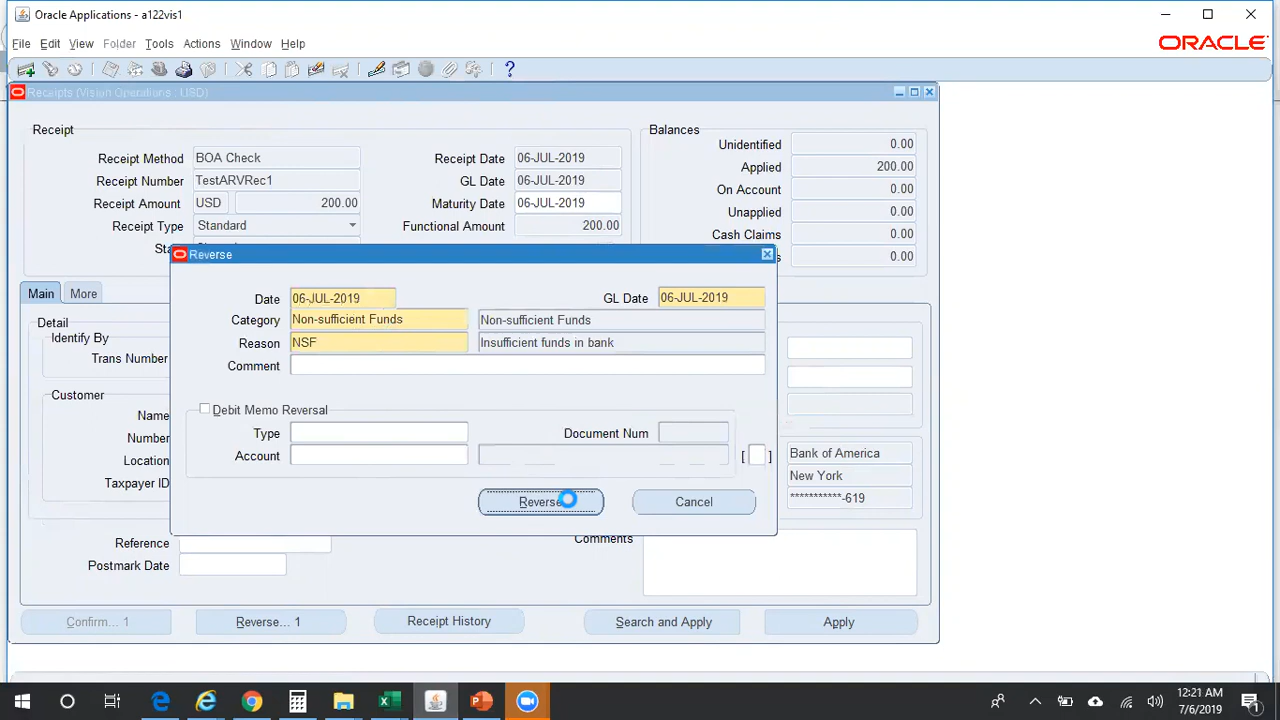 Oracle Applications - a122vis1
File Edit View Folder Tools Actions Window Help
ORACLE
Receipts (Vision Operations : USD)
Receipt
Receipt Method BOA Check
Receipt Number TestARVRec1
Receipt Amount USD 200.00
Receipt Type Standard
Receipt Date 06-JUL-2019
GL Date 06-JUL-2019
Maturity Date 06-JUL-2019
Functional Amount 200.00
Balances
Unidentified 0.00
Applied 200.00
On Account 0.00
Unapplied 0.00
Cash Claims 0.00
0.00
Reverse
Date 06-JUL-2019 GL Date 06-JUL-2019
Category Non-sufficient Funds Non-sufficient Funds
Reason NSF Insufficient funds in bank
Comment
Debit Memo Reversal
Type Document Num
Account [ ]
Reverse Cancel
Main More
Detail
Identify By
Trans Number
Customer
Name
Number
Location
Taxpayer ID
Bank of America
New York
***********-619
Reference
Postmark Date
Comments
Confirm... 1 Reverse... 1 Receipt History Search and Apply Apply
12:21 AM
7/6/2019
1